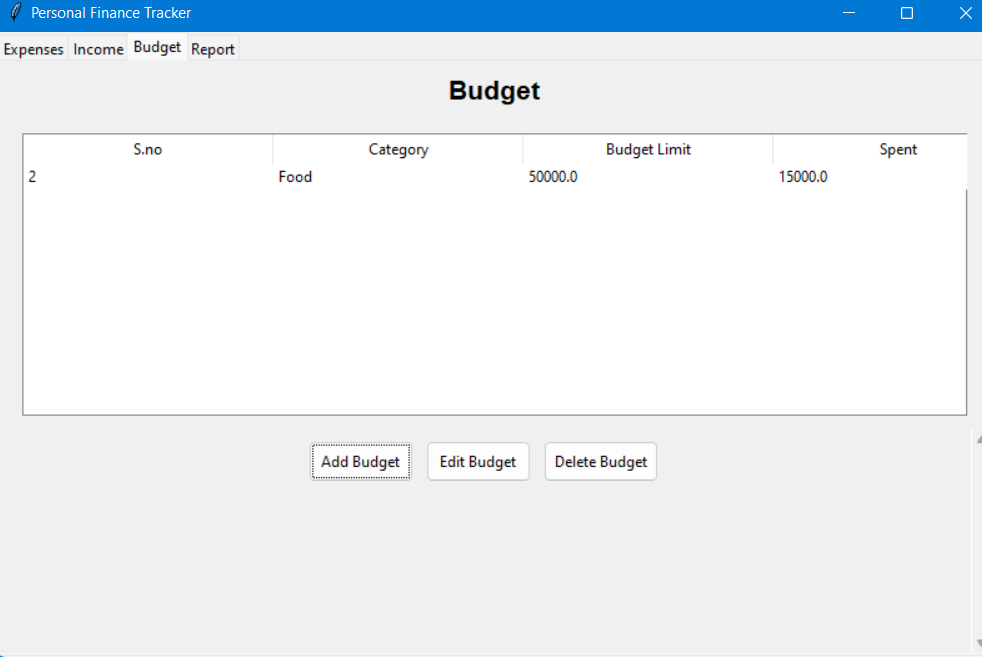 Personal Finance Tracker
Expenses Income Budget Report
Budget
S.no Category Budget Limit Spent
2 Food 50000.0 15000.0
Add Budget Edit Budget Delete Budget